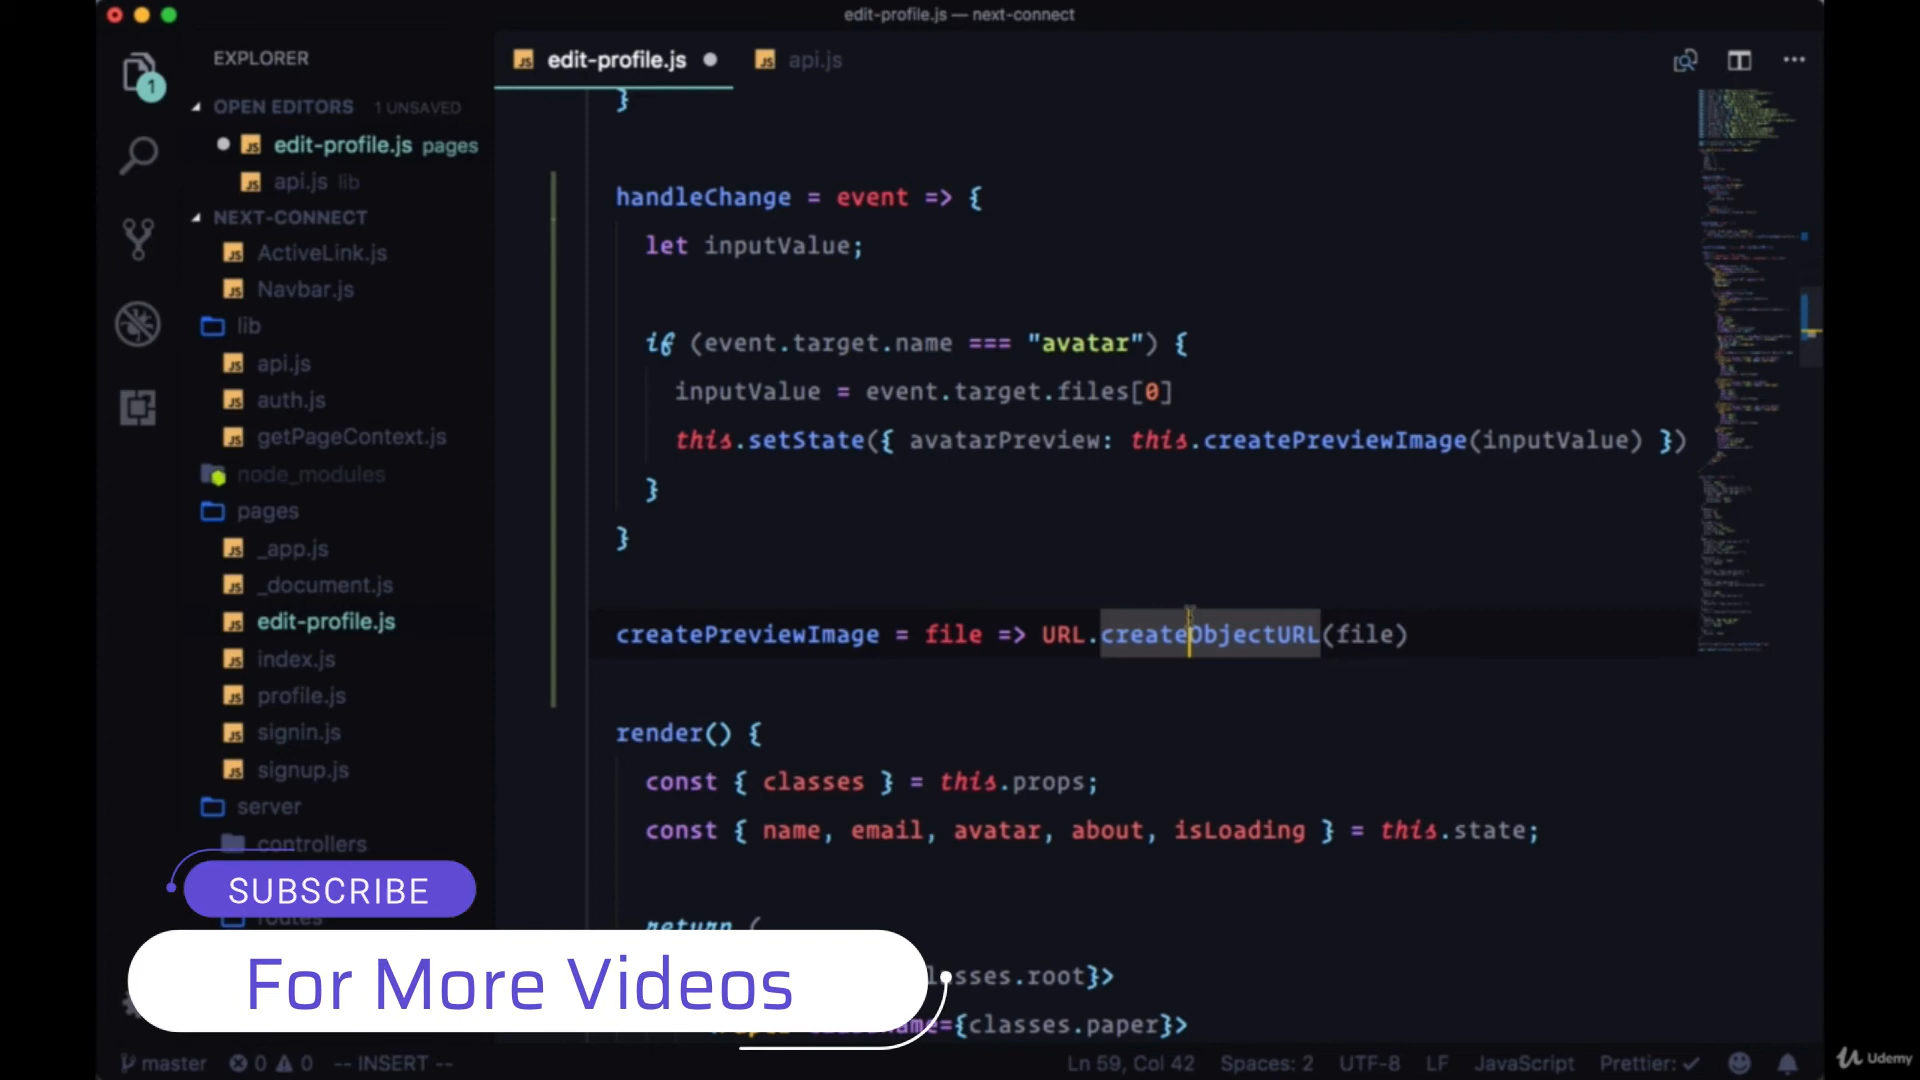 edit-profile.js — next-connect
EXPLORER
OPEN EDITORS 1 UNSAVED
edit-profile.js pages
api.js lib
NEXT-CONNECT
ActiveLink.js
Navbar.js
lib
api.js
auth.js
getPageContext.js
node_modules
pages
_app.js
_document.js
edit-profile.js
index.js
profile.js
signin.js
signup.js
server
controllers
routes
1
edit-profile.js
api.js
}
handleChange = event => {
let inputValue;
if (event.target.name === "avatar") {
inputValue = event.target.files[0]
this.setState({ avatarPreview: this.createPreviewImage(inputValue) })
}
}
createPreviewImage = file => URL.createObjectURL(file)
render() {
const { classes } = this.props;
const { name, email, avatar, about, isLoading } = this.state;
return (
lasses.root}>
={classes.paper}>
SUBSCRIBE
For More Videos
master 0 0 -- INSERT --
Ln 59, Col 42 Spaces: 2 UTF-8 LF JavaScript Prettier: ✓
Udemy